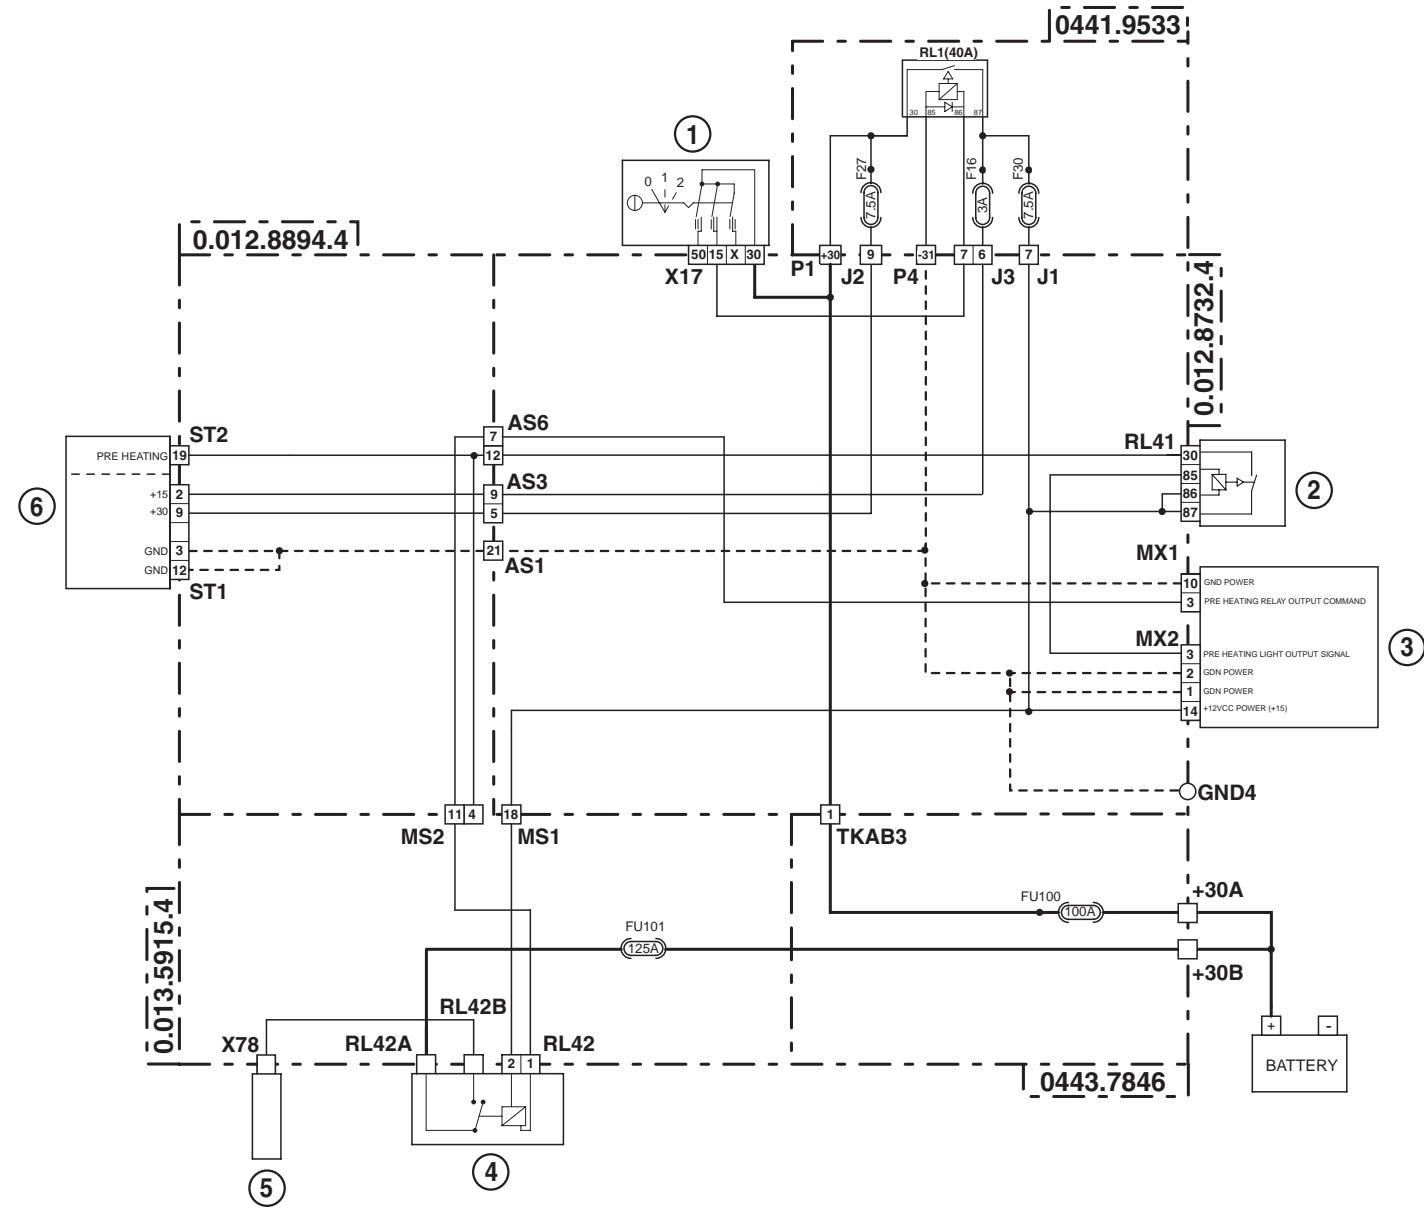 0441.9533
RL1(40A)
30 85 86 87
1
0 1 2
F27
7.5A
F16
3A
F30
7.5A
0.012.8894.4
50 15 X 30
X17
P1
+30
J2
9
P4
-31
7 6
J3
7
J1
0.012.8732.4
ST2
PRE HEATING 19
+15 2
+30 9
GND 3
GND 12
ST1
6
AS6
7
12
AS3
9
5
21
AS1
RL41
30
85
86
87
2
MX1
10 GND POWER
3 PRE HEATING RELAY OUTPUT COMMAND
MX2
3 PRE HEATING LIGHT OUTPUT SIGNAL
2 GDN POWER
1 GDN POWER
14 +12VCC POWER (+15)
3
GND4
11 4
MS2
18
MS1
1
TKAB3
0.013.5915.4
FU100
100A
+30A
FU101
125A
+30B
RL42B
X78
RL42A
2 1
RL42
+ -
BATTERY
0443.7846
4
5